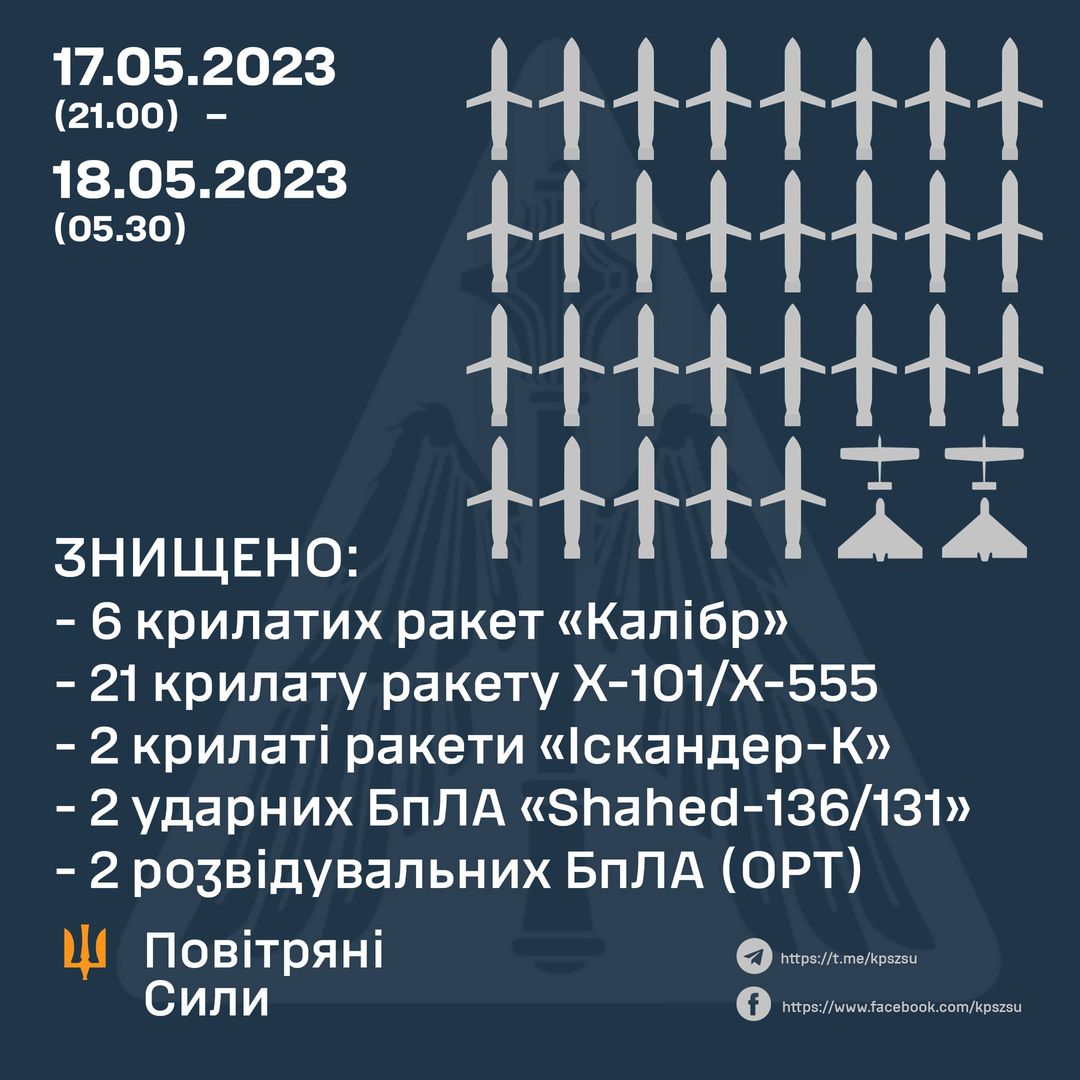 17.05.2023
(21.00) –
18.05.2023
(05.30)
ЗНИЩЕНО:
- 6 крилатих ракет «Калібр»
- 21 крилату ракету Х-101/Х-555
- 2 крилаті ракети «Іскандер-К»
- 2 ударних БпЛА «Shahed-136/131»
- 2 розвідувальних БпЛА (ОРТ)
Повітряні
Сили
https://t.me/kpszsu
https://www.facebook.com/kpszsu